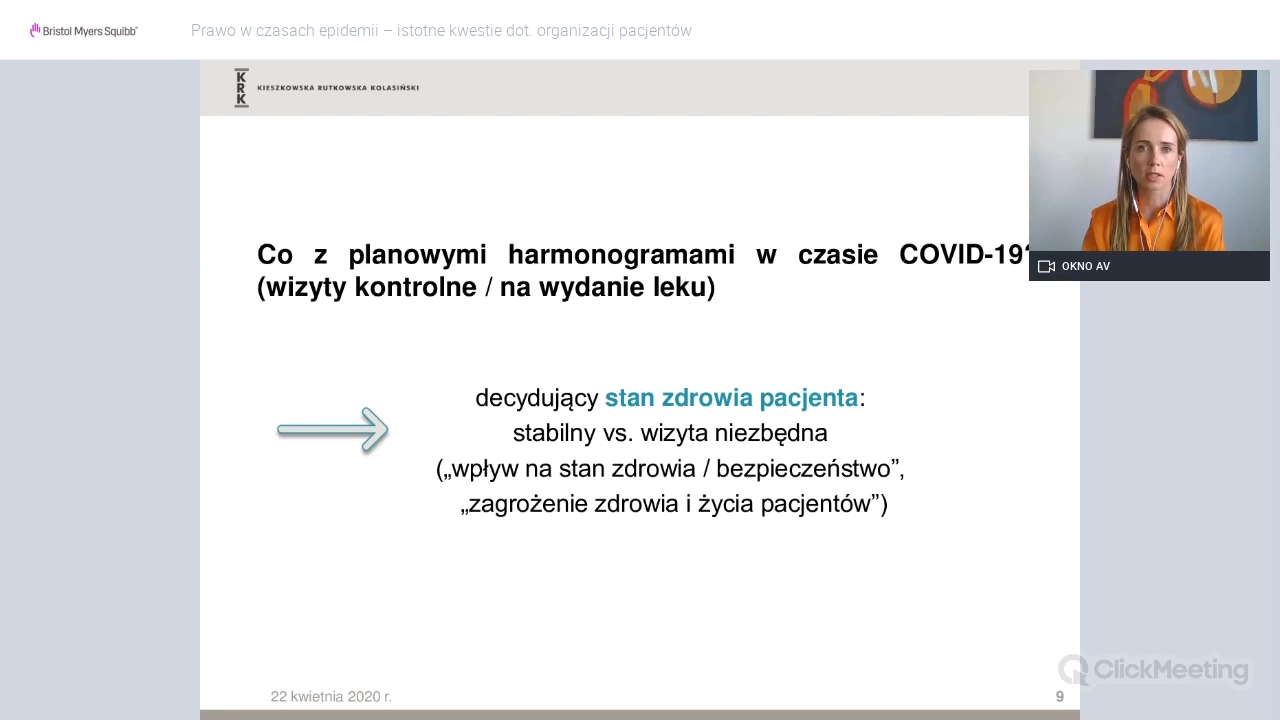 Bristol Myers Squibb
Prawo w czasach epidemii – istotne kwestie dot. organizacji pacjentów
KRK
KIESZKOWSKA RUTKOWSKA KOLASIŃSKI
Co z planowymi harmonogramami w czasie COVID-19?
(wizyty kontrolne / na wydanie leku)
OKNO AV
decydujący stan zdrowia pacjenta:
stabilny vs. wizyta niezbędna
(„wpływ na stan zdrowia / bezpieczeństwo”,
„zagrożenie zdrowia i życia pacjentów”)
ClickMeeting
22 kwietnia 2020 r.
9